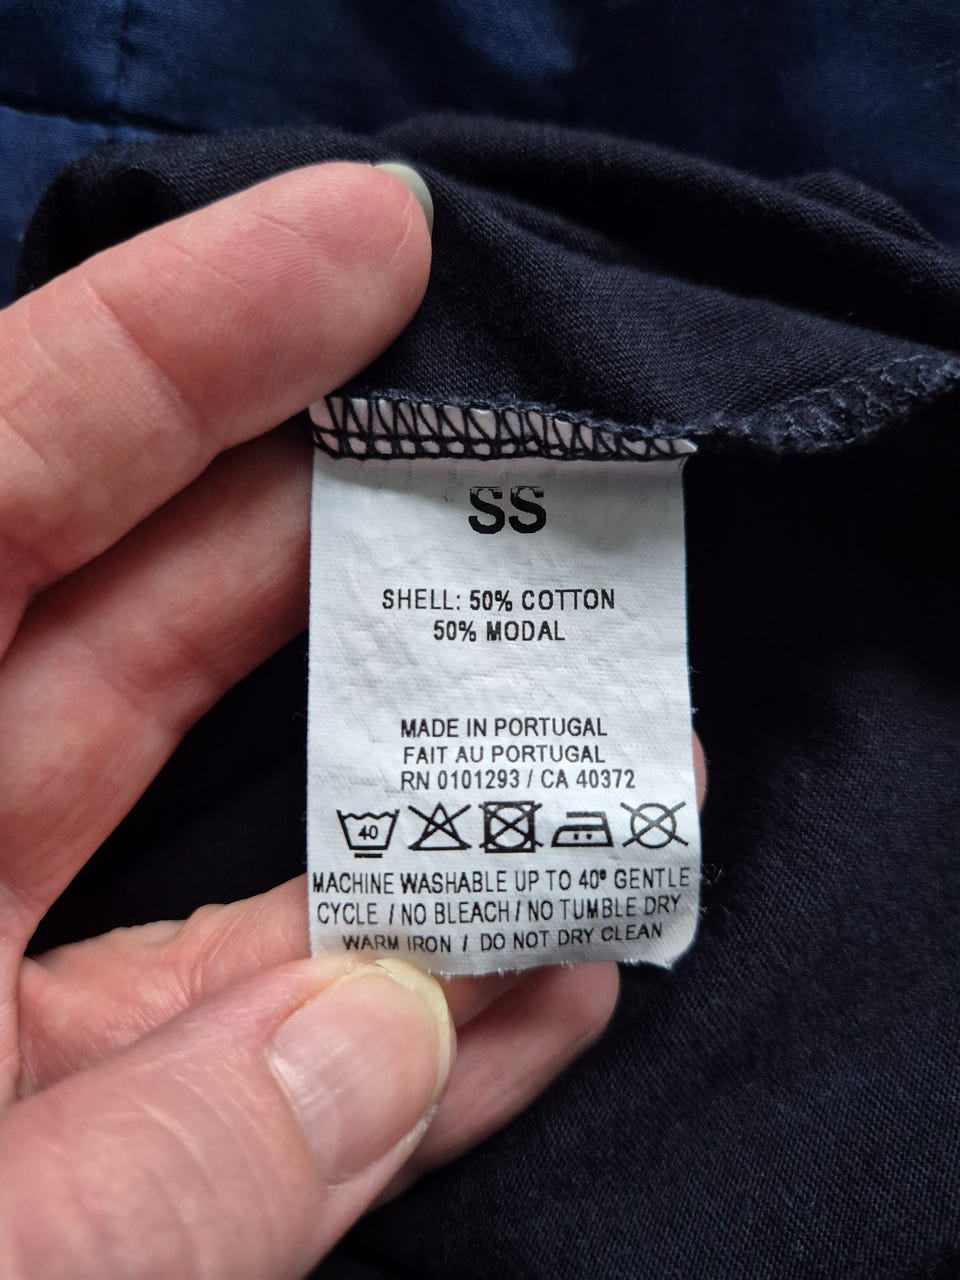 SS
SHELL: 50% COTTON
50% MODAL
MADE IN PORTUGAL
FAIT AU PORTUGAL
RN 0101293 / CA 40372
40
MACHINE WASHABLE UP TO 40° GENTLE
CYCLE / NO BLEACH / NO TUMBLE DRY
WARM IRON / DO NOT DRY CLEAN